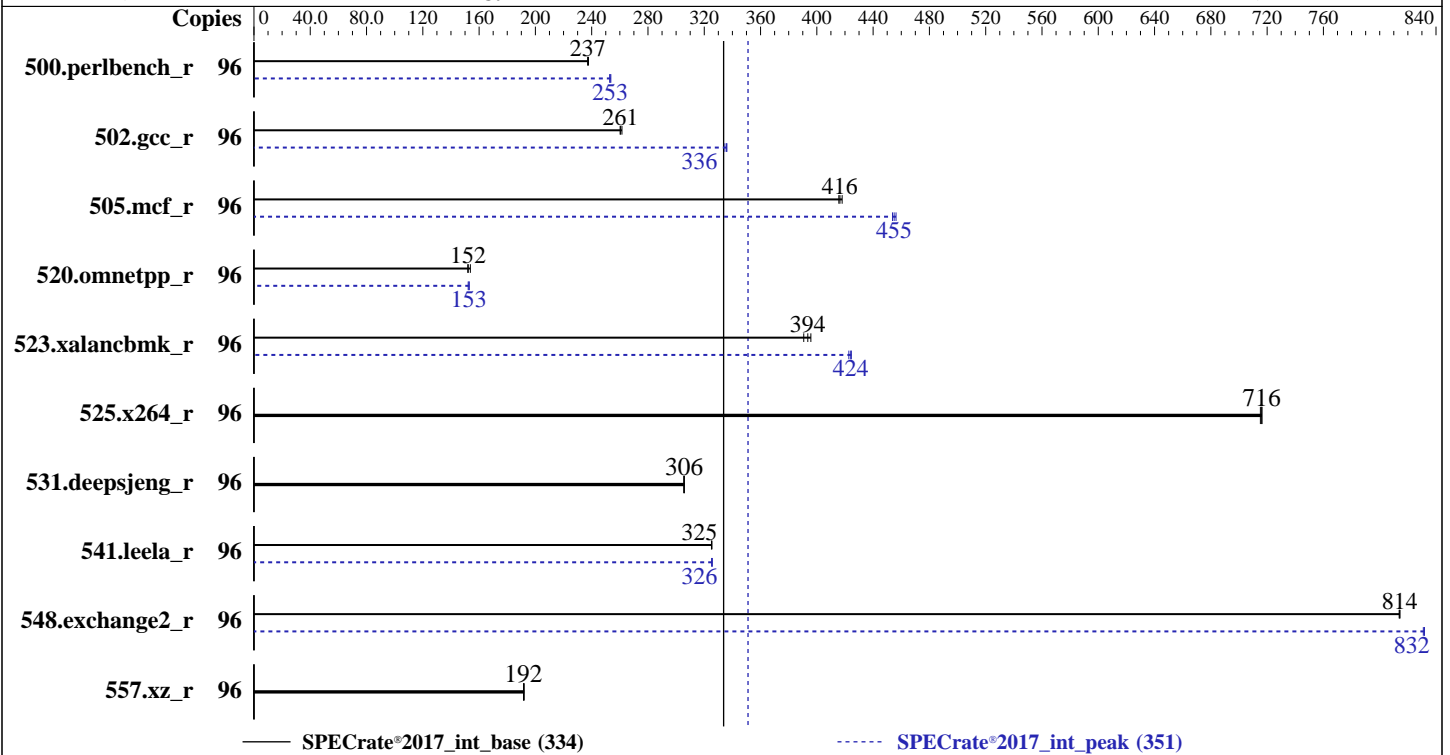 Copies 0 40.0 80.0 120 160 200 240 280 320 360 400 440 480 520 560 600 640 680 720 760 840
237
500.perlbench_r 96
253
261
502.gcc_r 96
336
416
505.mcf_r 96
455
152
520.omnetpp_r 96
153
394
523.xalancbmk_r 96
424
716
525.x264_r 96
306
531.deepsjeng_r 96
325
541.leela_r 96
326
814
548.exchange2_r 96
832
192
557.xz_r 96
SPECrate®2017_int_base (334) SPECrate®2017_int_peak (351)